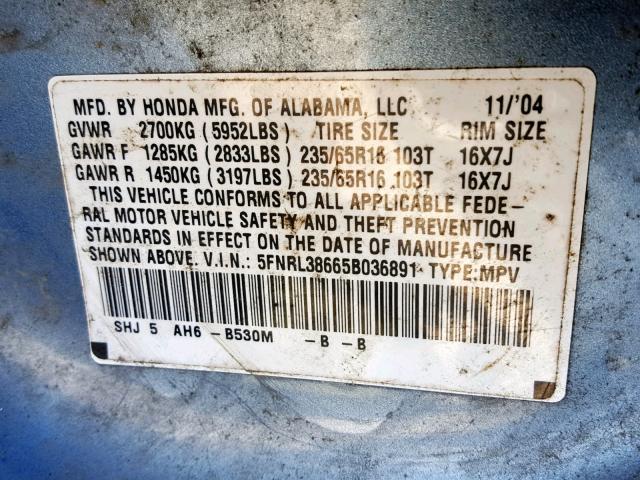 MFD. BY HONDA MFG. OF ALABAMA, LLC 11/'04
GVWR 2700KG (5952LBS) TIRE SIZE RIM SIZE
GAWR F 1285KG (2833LBS) 235/65R16 103T 16X7J
GAWR R 1450KG (3197LBS) 235/65R16 103T 16X7J
THIS VEHICLE CONFORMS TO ALL APPLICABLE FEDE-
RAL MOTOR VEHICLE SAFETY AND THEFT PREVENTION
STANDARDS IN EFFECT ON THE DATE OF MANUFACTURE
SHOWN ABOVE. V.I.N.: 5FNRL38665B036891 TYPE:MPV
SHJ 5 AH6 -B530M -B -B